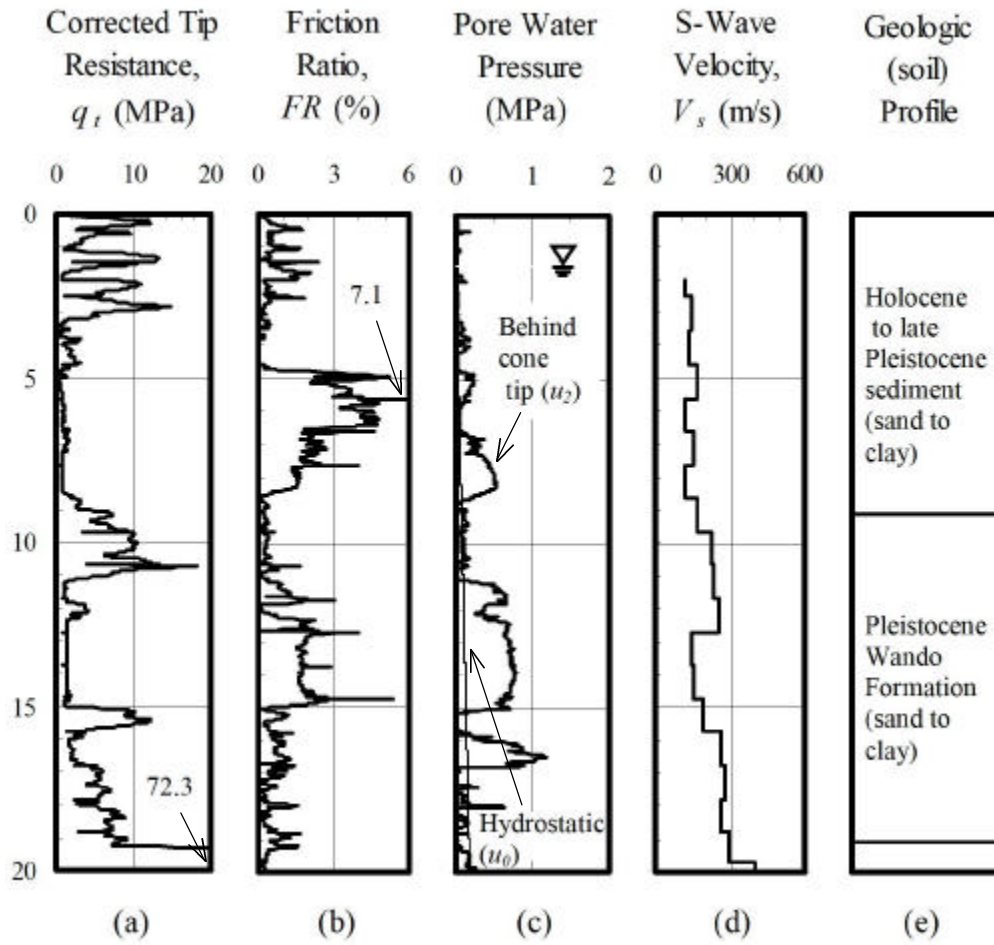 Corrected Tip Resistance, q t (MPa)
Friction Ratio, FR (%)
Pore Water Pressure (MPa)
S-Wave Velocity, V s (m/s)
Geologic (soil) Profile
0 10 20
0 3 6
0 1 2
0 300 600
0
5
10
15
20
72.3
7.1
Behind
cone
tip (u2)
Hydrostatic
(u0)
Holocene
to late
Pleistocene
sediment
(sand to
clay)
Pleistocene
Wando
Formation
(sand to
clay)
(a)
(b)
(c)
(d)
(e)